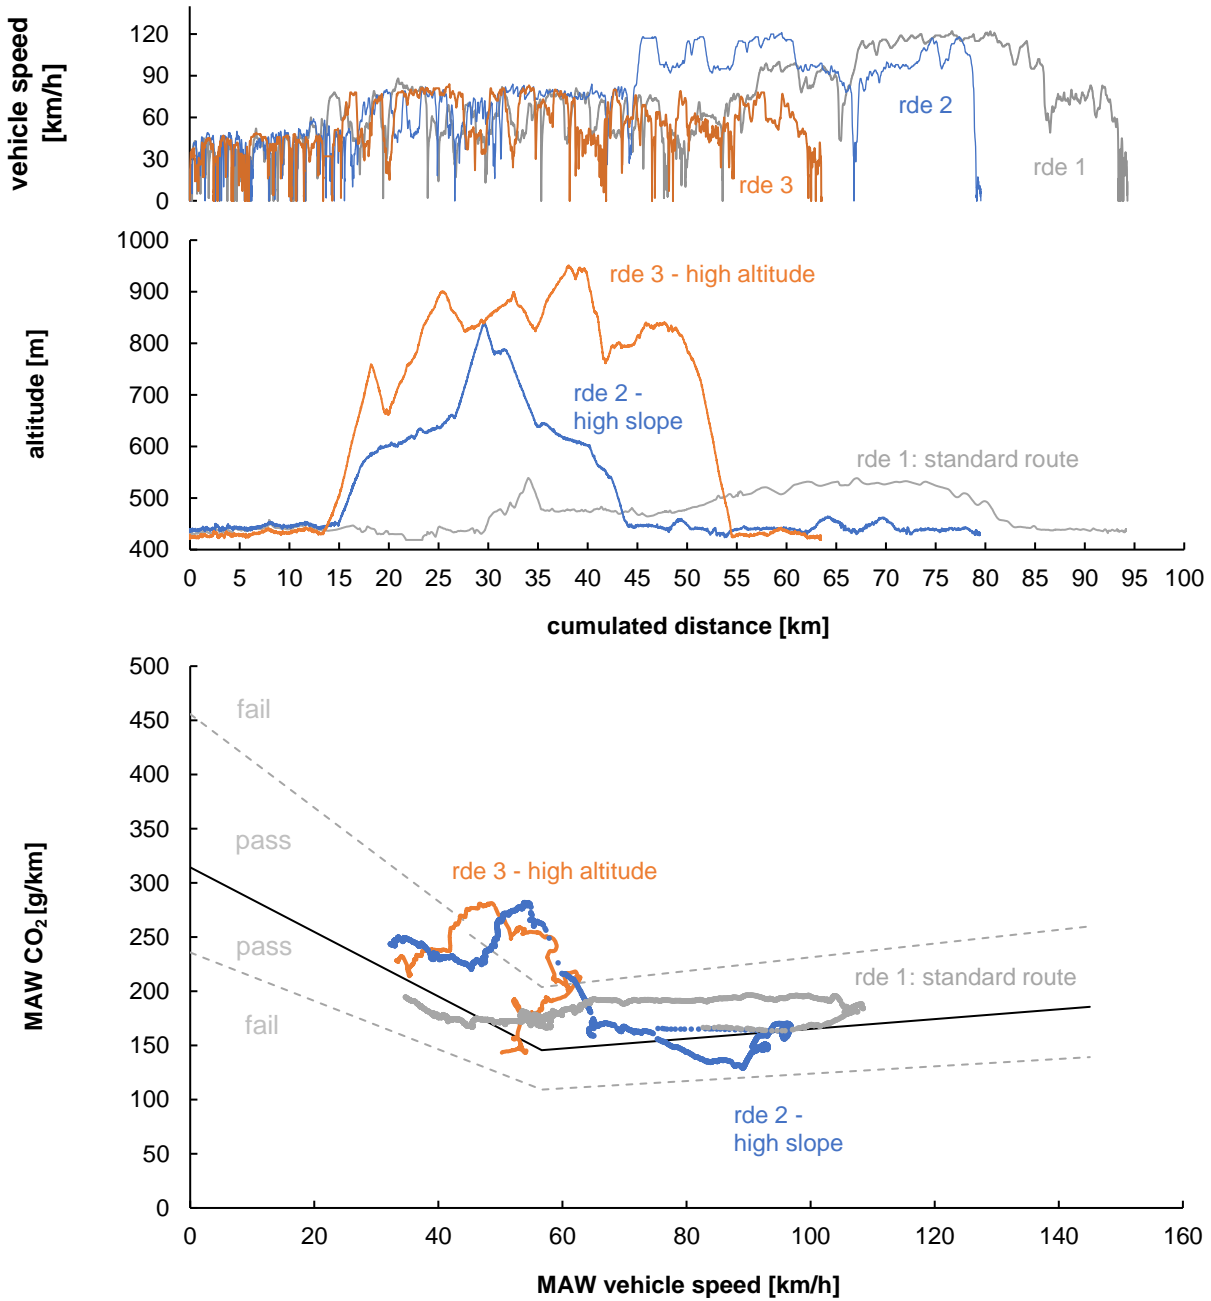 vehicle speed
[km/h]
120
90
60
30
0
rde 2
rde 1
rde 3
altitude [m]
1000
900
800
700
600
500
400
rde 3 - high altitude
rde 2 -
high slope
rde 1: standard route
0 5 10 15 20 25 30 35 40 45 50 55 60 65 70 75 80 85 90 95 100
cumulated distance [km]
MAW CO₂ [g/km]
500
450
400
350
300
250
200
150
100
50
0
fail
pass
rde 3 - high altitude
pass
rde 1: standard route
fail
rde 2 -
high slope
0 20 40 60 80 100 120 140 160
MAW vehicle speed [km/h]